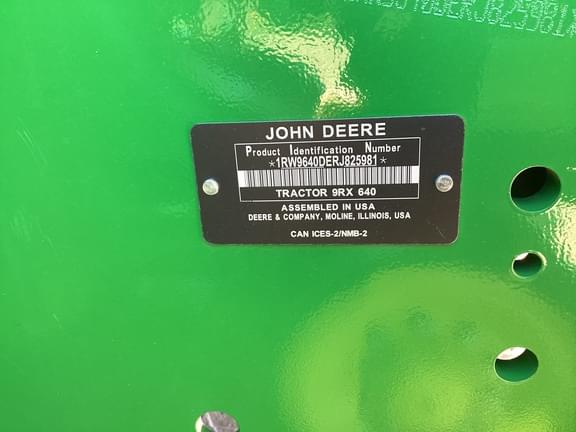 JOHN DEERE
Product Identification Number
*1RW9640DERJ825981*
TRACTOR 9RX 640
ASSEMBLED IN USA
DEERE & COMPANY, MOLINE, ILLINOIS, USA
CAN ICES-2/NMB-2